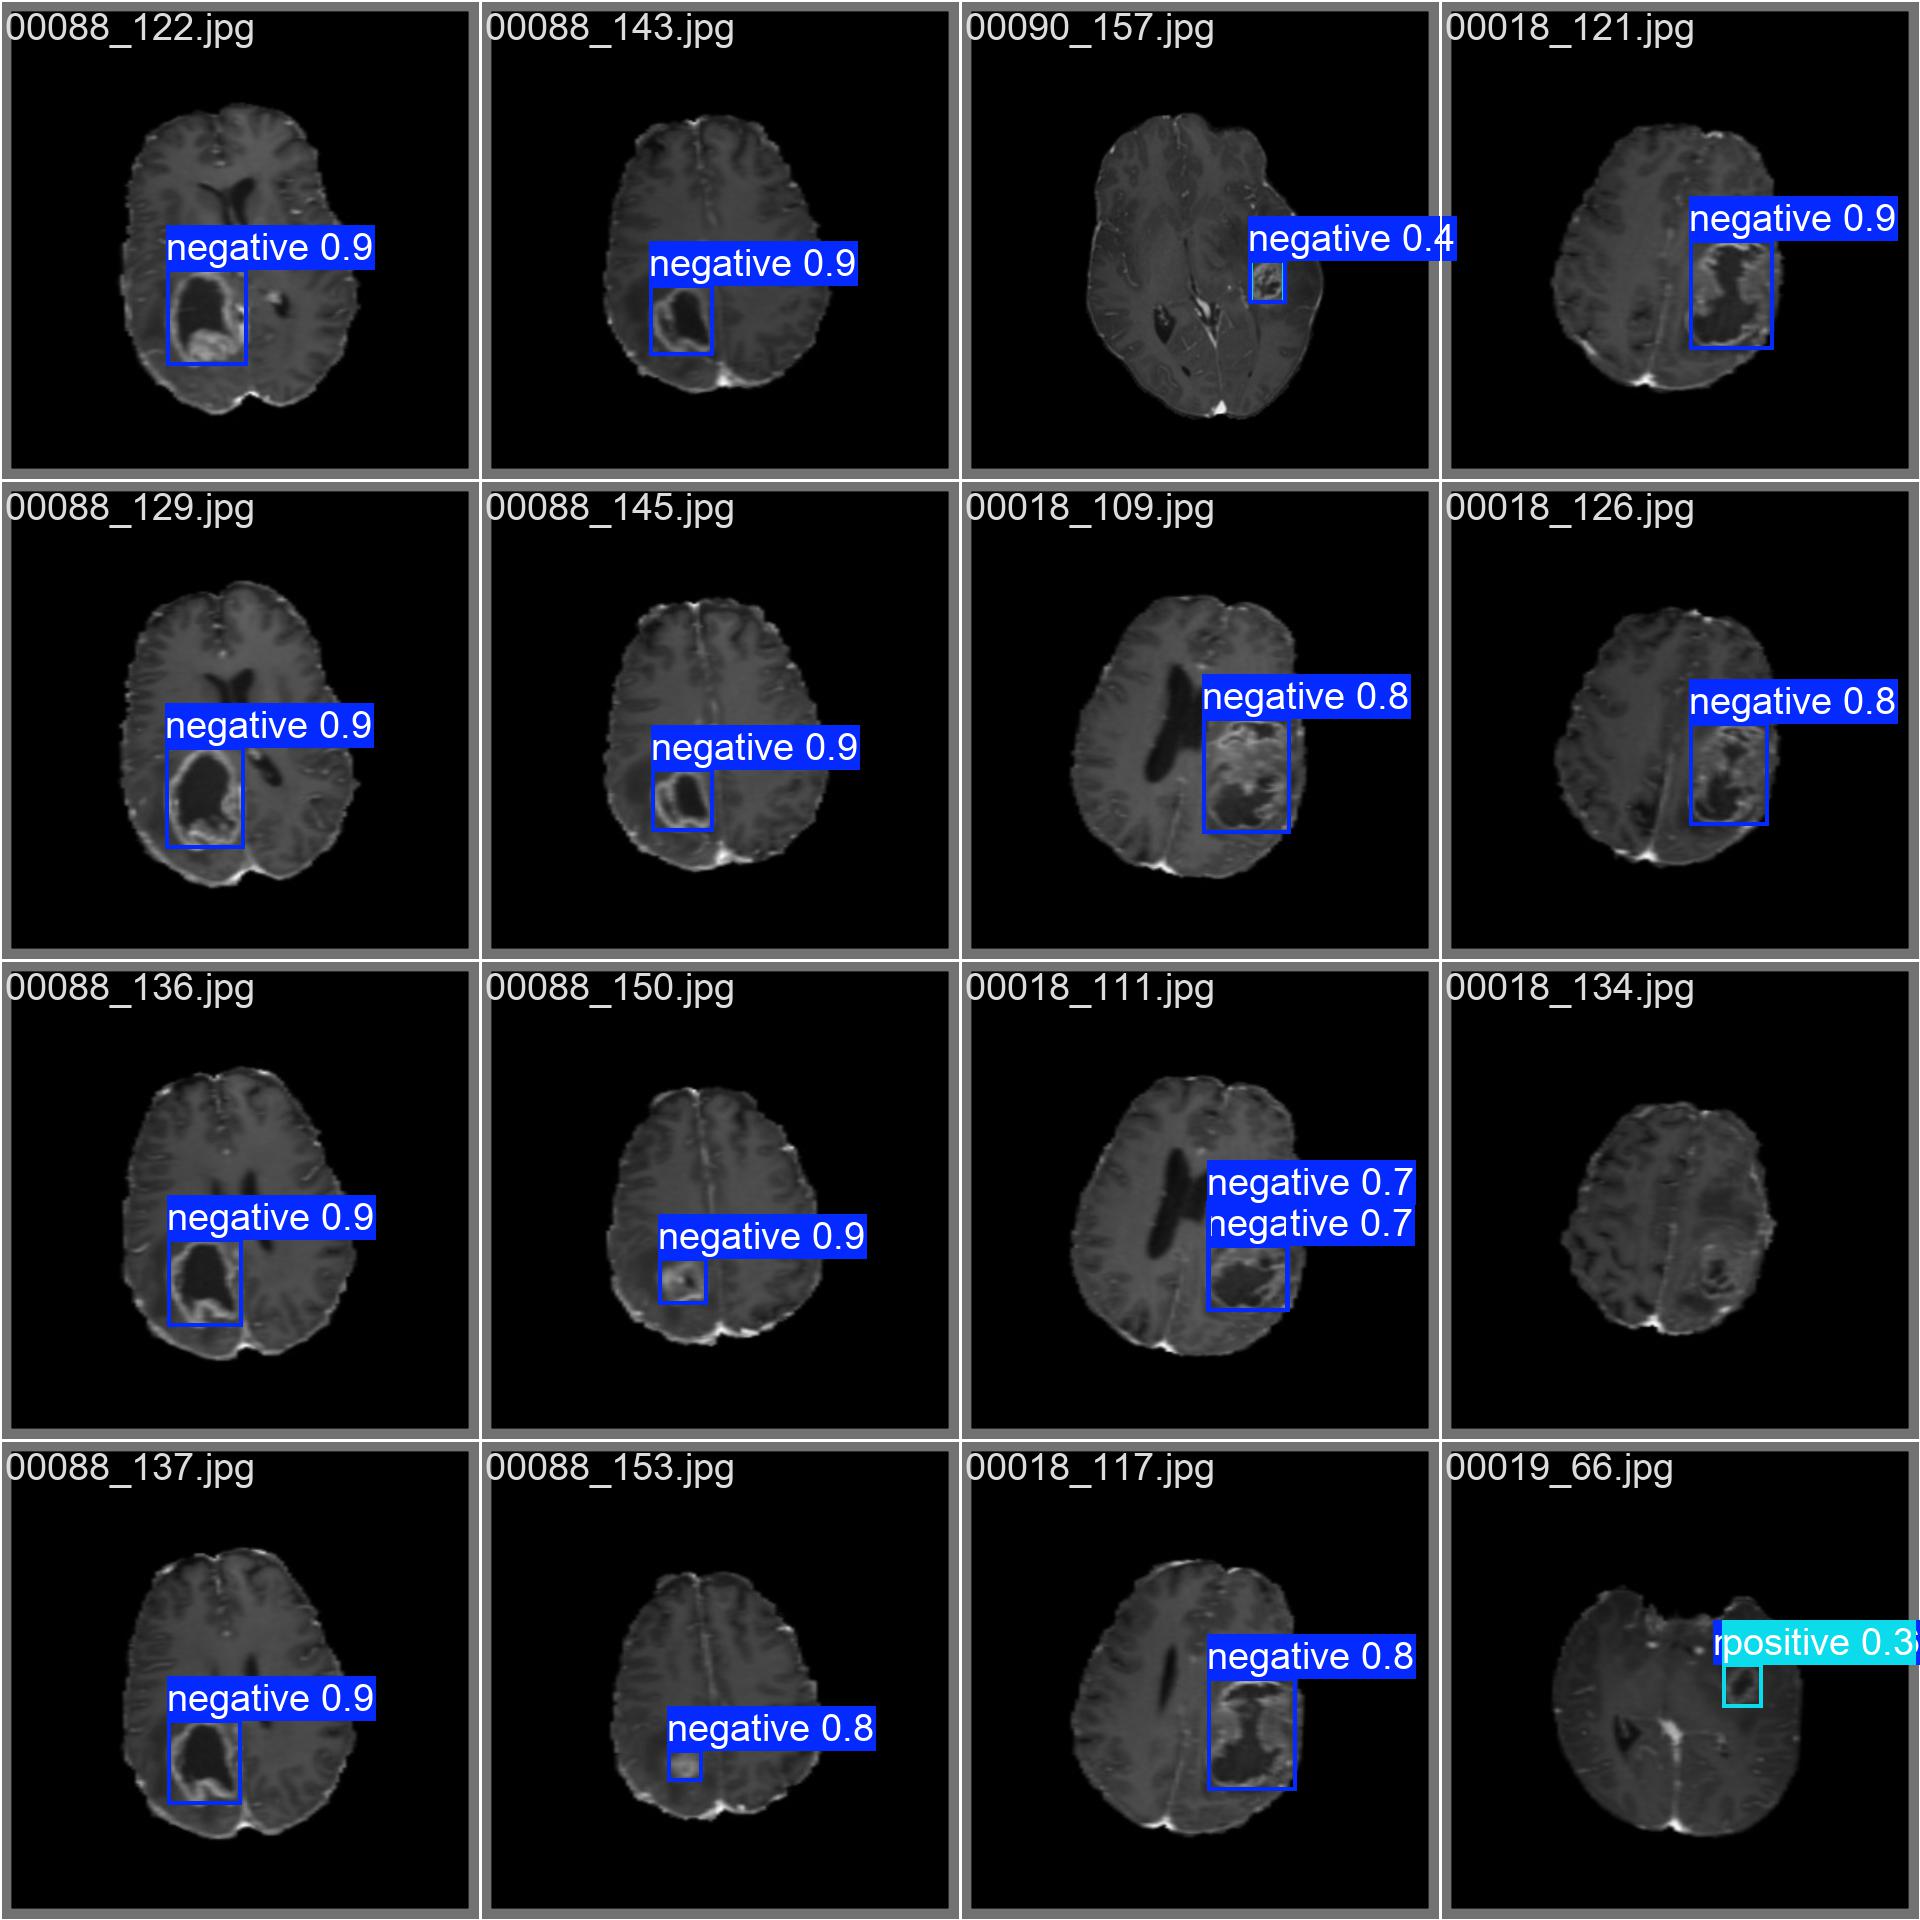 00088_122.jpg
negative 0.9
00088_143.jpg
negative 0.9
00090_157.jpg
negative 0.4
00018_121.jpg
negative 0.9
00088_129.jpg
negative 0.9
00088_145.jpg
negative 0.9
00018_109.jpg
negative 0.8
00018_126.jpg
negative 0.8
00088_136.jpg
negative 0.9
00088_150.jpg
negative 0.9
00018_111.jpg
negative 0.7
negative 0.7
00018_134.jpg
00088_137.jpg
negative 0.9
00088_153.jpg
negative 0.8
00018_117.jpg
negative 0.8
00019_66.jpg
positive 0.3